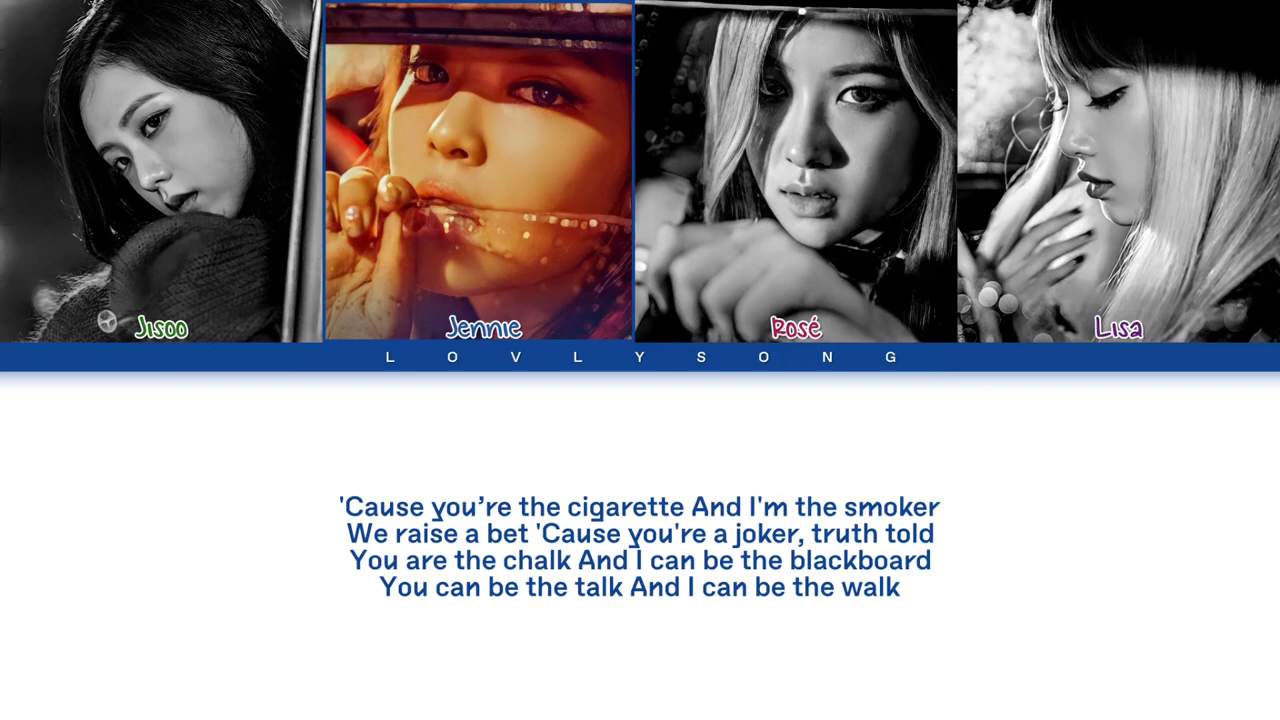 Jisoo
Jennie
Rosé
Lisa
LOVLYSONG
'Cause you’re the cigarette And I'm the smoker
We raise a bet 'Cause you're a joker, truth told
You are the chalk And I can be the blackboard
You can be the talk And I can be the walk